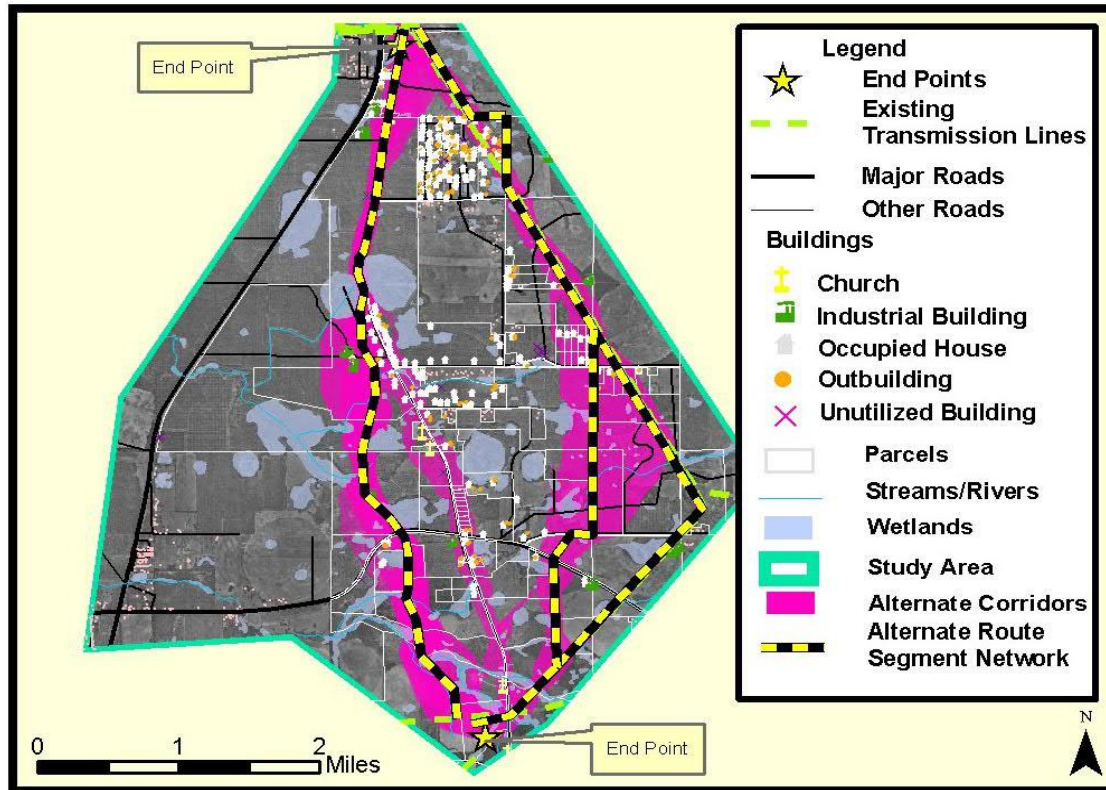 End Point
Legend
End Points
Existing
Transmission Lines
Major Roads
Other Roads
Buildings
Church
Industrial Building
Occupied House
Outbuilding
Unutilized Building
Parcels
Streams/Rivers
Wetlands
Study Area
Alternate Corridors
Alternate Route
Segment Network
0 1 2
Miles
End Point
N